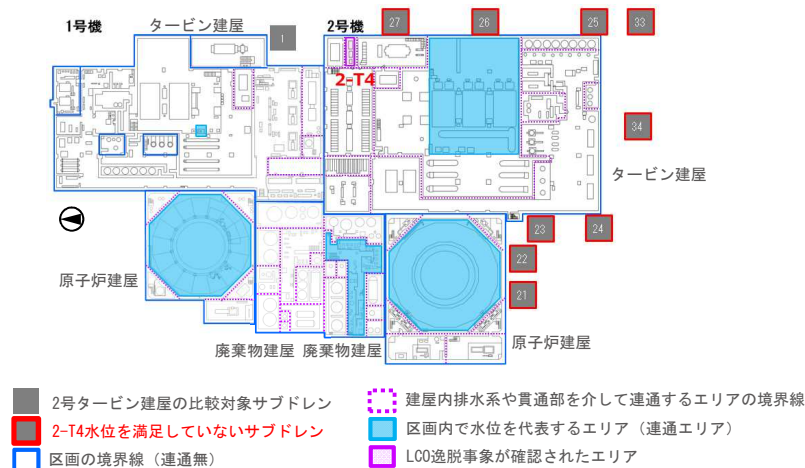 1号機
タービン建屋
1
2号機
27
26
25
33
2-T4
34
タービン建屋
23
24
22
21
原子炉建屋
廃棄物建屋
廃棄物建屋
原子炉建屋
2号タービン建屋の比較対象サブドレン
2-T4水位を満足していないサブドレン
区画の境界線（連通無）
建屋内排水系や貫通部を介して連通するエリアの境界線
区画内で水位を代表するエリア（連通エリア）
LCO逸脱事象が確認されたエリア